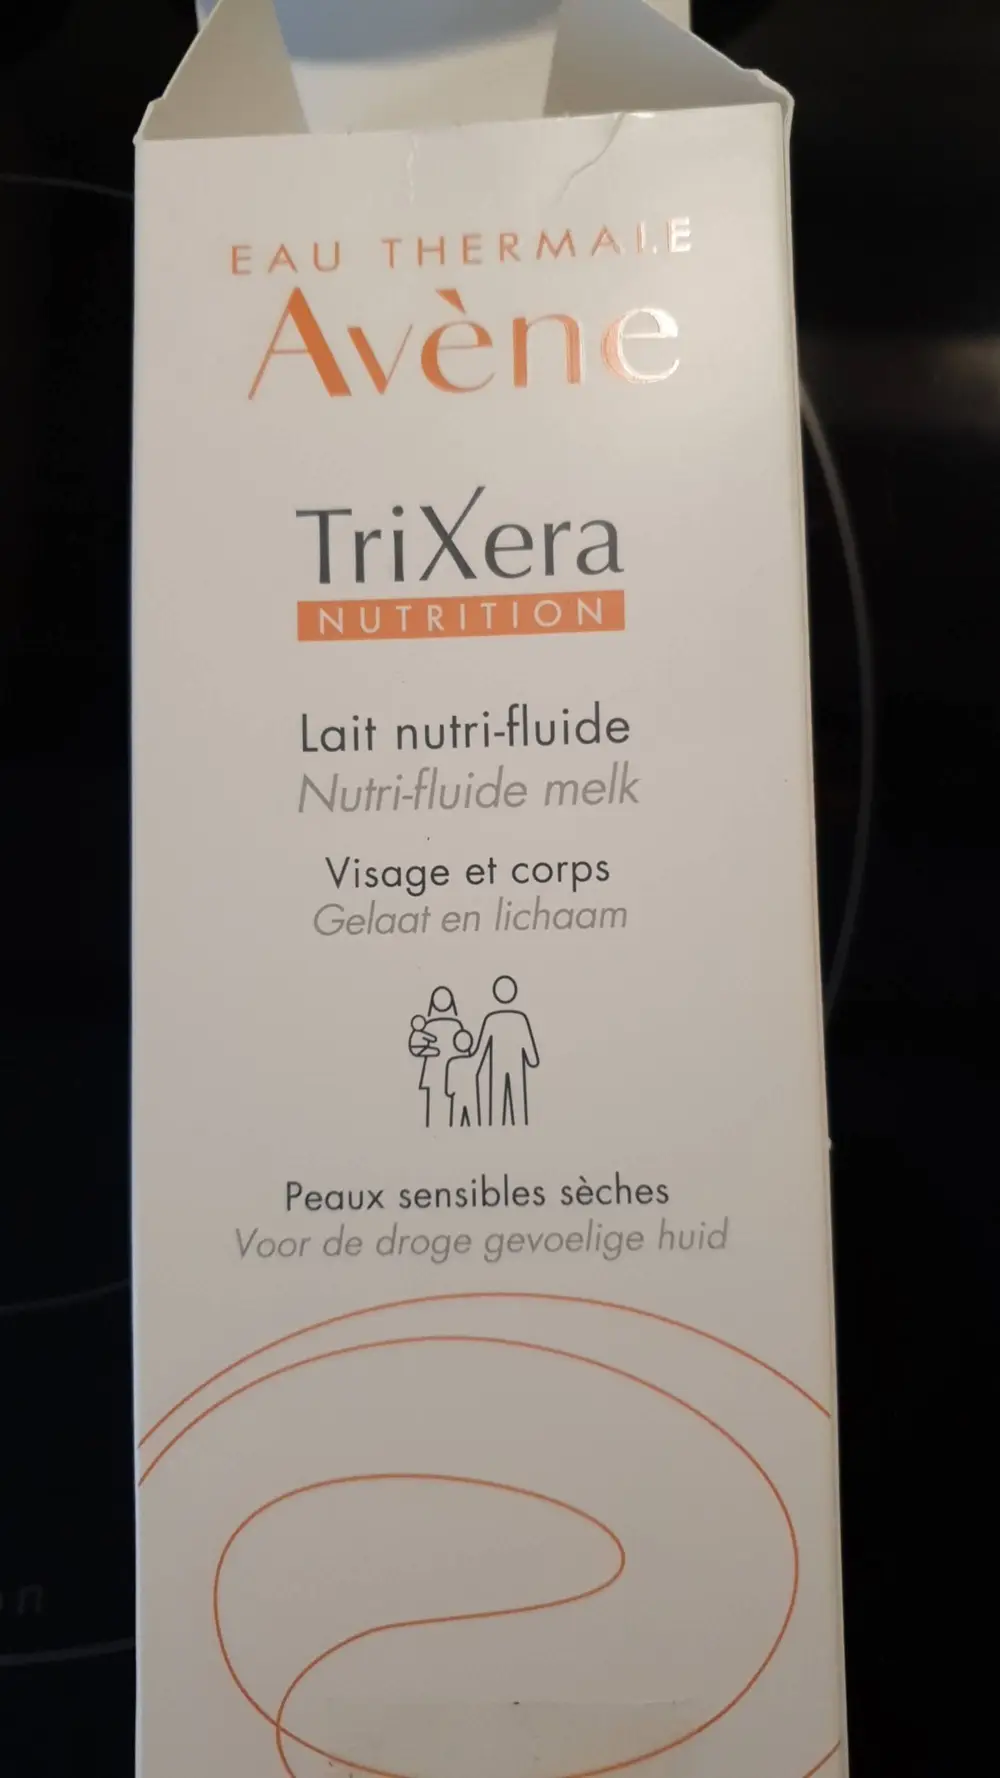 EAU THERMALE
Avène
TriXera
NUTRITION
Lait nutri-fluide
Nutri-fluide melk
Visage et corps
Gelaat en lichaam
Peaux sensibles sèches
Voor de droge gevoelige huid